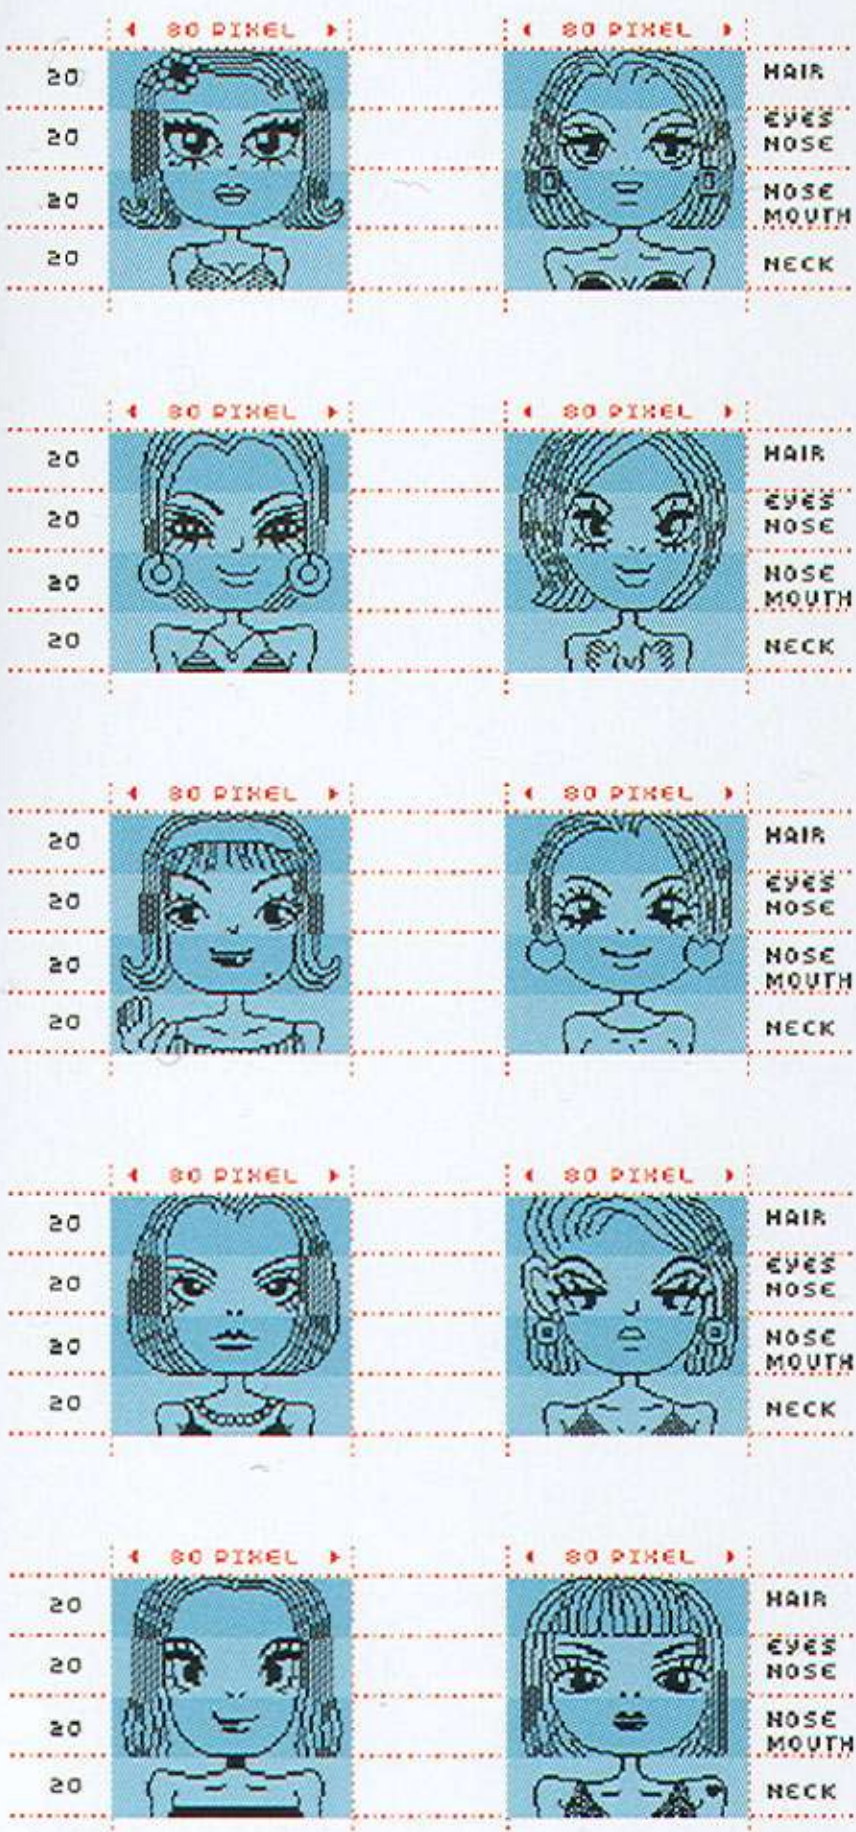 ◄ 80 PIXEL ► ◄ 80 PIXEL ►
20 HAIR
20 EYES
NOSE
20 NOSE
MOUTH
20 NECK
◄ 80 PIXEL ► ◄ 80 PIXEL ►
20 HAIR
20 EYES
NOSE
20 NOSE
MOUTH
20 NECK
◄ 80 PIXEL ► ◄ 80 PIXEL ►
20 HAIR
20 EYES
NOSE
20 NOSE
MOUTH
20 NECK
◄ 80 PIXEL ► ◄ 80 PIXEL ►
20 HAIR
20 EYES
NOSE
20 NOSE
MOUTH
20 NECK
◄ 80 PIXEL ► ◄ 80 PIXEL ►
20 HAIR
20 EYES
NOSE
20 NOSE
MOUTH
20 NECK